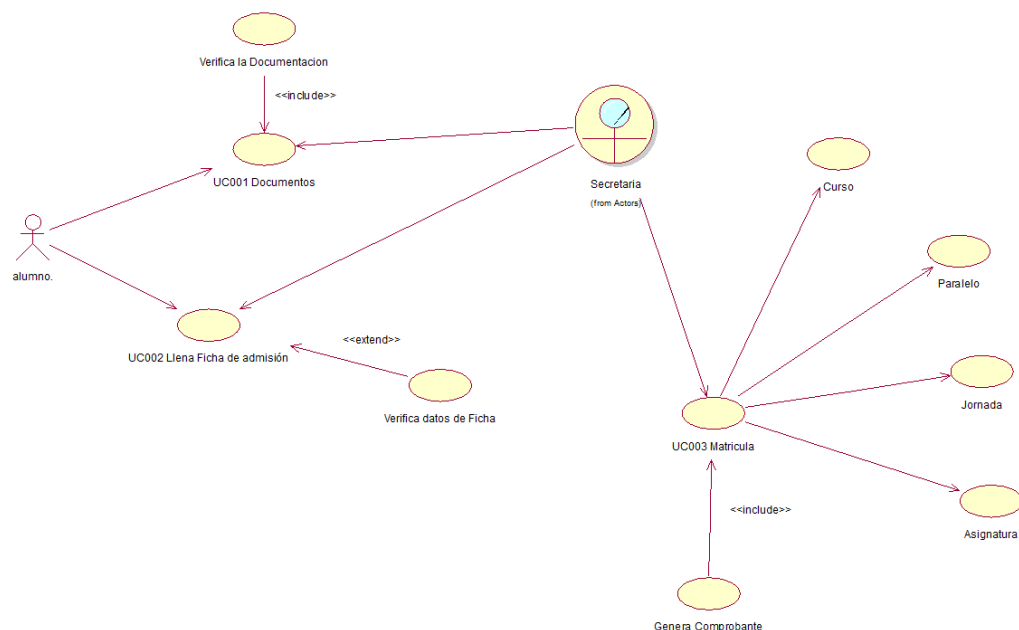 Verifica la Documentacion
<<include>>
UC001 Documentos
Secretaria
(from Actors)
Curso
alumno.
Paralelo
UC002 Llena Ficha de admisión
<<extend>>
Verifica datos de Ficha
Jornada
UC003 Matricula
<<include>>
Asignatura
Genera Comprobante